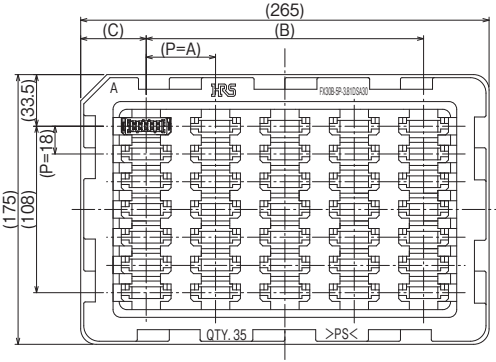 (265)
(C)
(B)
(P=A)
A
HRS
FX30B-5P-3.81DSA30
(33.5)
(P=18)
(175)
(108)
QTY. 35
>PS<